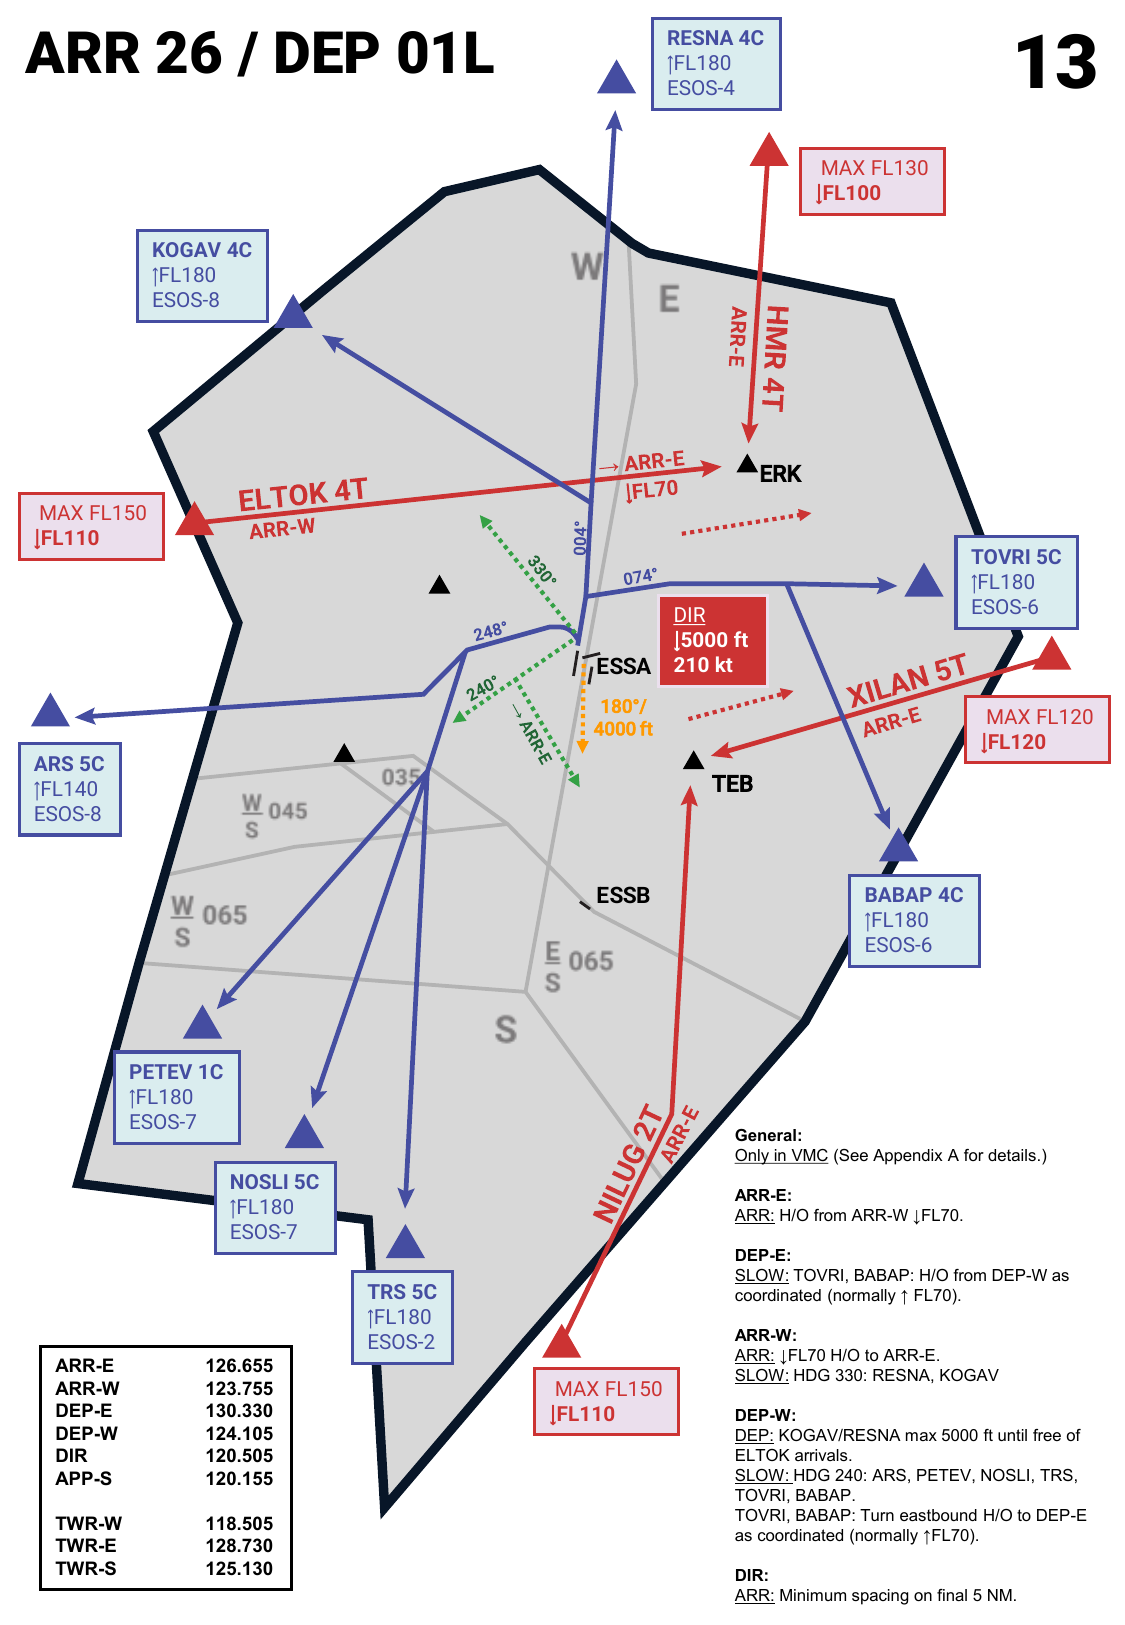 ARR 26 / DEP 01L
13
RESNA 4C
↑FL180
ESOS-4
MAX FL130
↓FL100
KOGAV 4C
↑FL180
ESOS-8
W
E
HMR 4T
ARR-E
ELTOK 4T
ARR-W
→ARR-E
↓FL70
ERK
MAX FL150
↓FL110
004°
330°
074°
TOVRI 5C
↑FL180
ESOS-6
248°
DIR
↓5000 ft
210 kt
ESSA
240°
→ARR-E
180°/
4000 ft
XILAN 5T
ARR-E
MAX FL120
↓FL120
ARS 5C
↑FL140
ESOS-8
TEB
035
W
S
045
BABAP 4C
↑FL180
ESOS-6
ESSB
W
S
065
E
S
065
S
PETEV 1C
↑FL180
ESOS-7
NOSLI 5C
↑FL180
ESOS-7
TRS 5C
↑FL180
ESOS-2
NILUG 2T
ARR-E
MAX FL150
↓FL110
General:
Only in VMC (See Appendix A for details.)
ARR-E:
ARR: H/O from ARR-W ↓FL70.
DEP-E:
SLOW: TOVRI, BABAP: H/O from DEP-W as
coordinated (normally ↑ FL70).
ARR-W:
ARR: ↓FL70 H/O to ARR-E.
SLOW: HDG 330: RESNA, KOGAV
DEP-W:
DEP: KOGAV/RESNA max 5000 ft until free of
ELTOK arrivals.
SLOW: HDG 240: ARS, PETEV, NOSLI, TRS,
TOVRI, BABAP.
TOVRI, BABAP: Turn eastbound H/O to DEP-E
as coordinated (normally ↑FL70).
DIR:
ARR: Minimum spacing on final 5 NM.
ARR-E 126.655
ARR-W 123.755
DEP-E 130.330
DEP-W 124.105
DIR 120.505
APP-S 120.155
TWR-W 118.505
TWR-E 128.730
TWR-S 125.130